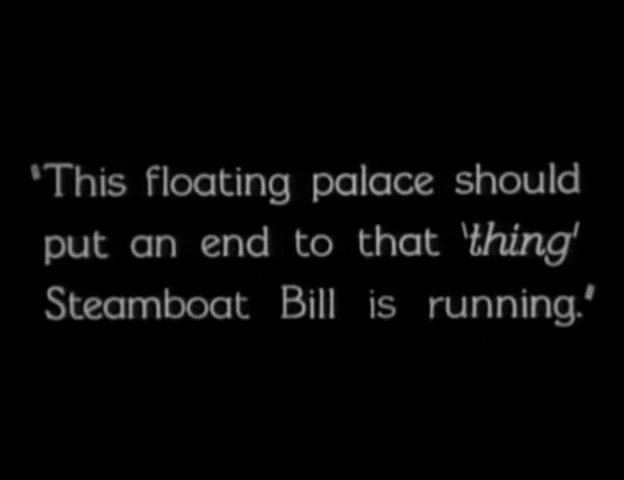 'This floating palace should
put an end to that 'thing'
Steamboat Bill is running.'